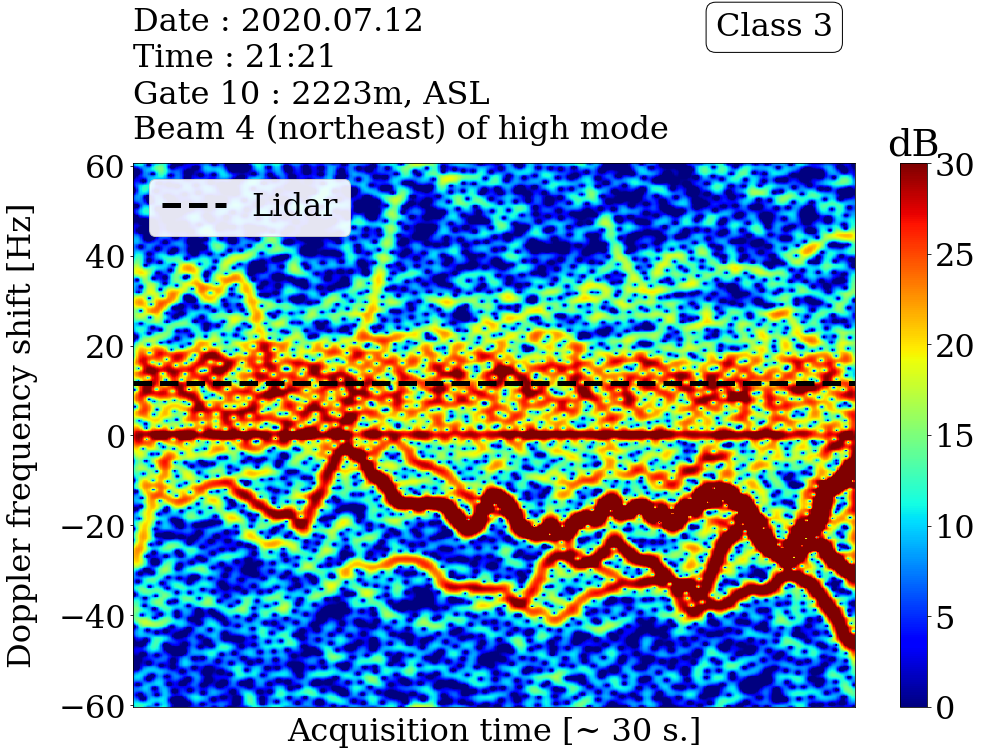 Date : 2020.07.12
Class 3
Time : 21:21
Gate 10 : 2223m, ASL
Beam 4 (northeast) of high mode
dB
Lidar
Doppler frequency shift [Hz]
60
40
20
0
−20
−40
−60
30
25
20
15
10
5
0
Acquisition time [~ 30 s.]